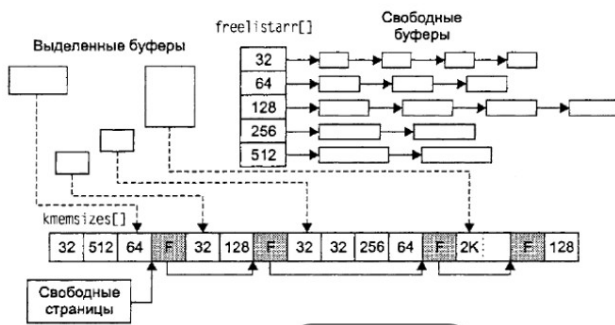 freelistarr[]
Свободные
буферы
Выделенные буферы
32
64
128
256
512
kmemsizes[]
32 512 64 F 32 128 F 32 32 256 64 F 2K F 128
Свободные
страницы